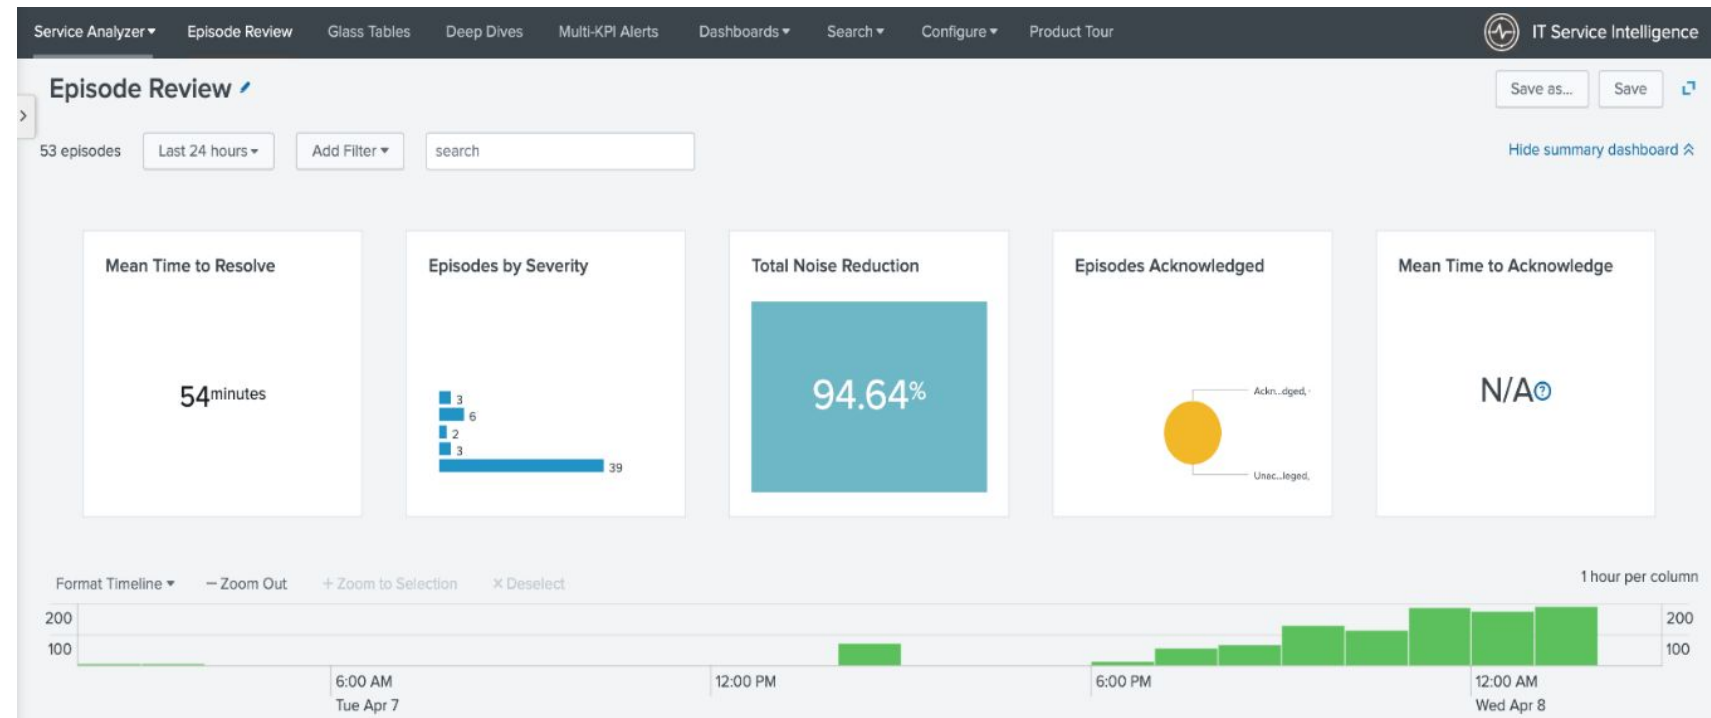 Service Analyzer▾ Episode Review Glass Tables Deep Dives Multi-KPI Alerts Dashboards▾ Search▾ Configure▾ Product Tour IT Service Intelligence
Episode Review Save as... Save
53 episodes Last 24 hours▾ Add Filter▾ search Hide summary dashboard
Mean Time to Resolve
54 minutes
Episodes by Severity
3
6
2
3
39
Total Noise Reduction
94.64%
Episodes Acknowledged
Ackn...dged,
Unac...leged,
Mean Time to Acknowledge
N/A?
Format Timeline▾ — Zoom Out + Zoom to Selection × Deselect 1 hour per column
200 200
100 100
6:00 AM 12:00 PM 6:00 PM 12:00 AM
Tue Apr 7 Wed Apr 8